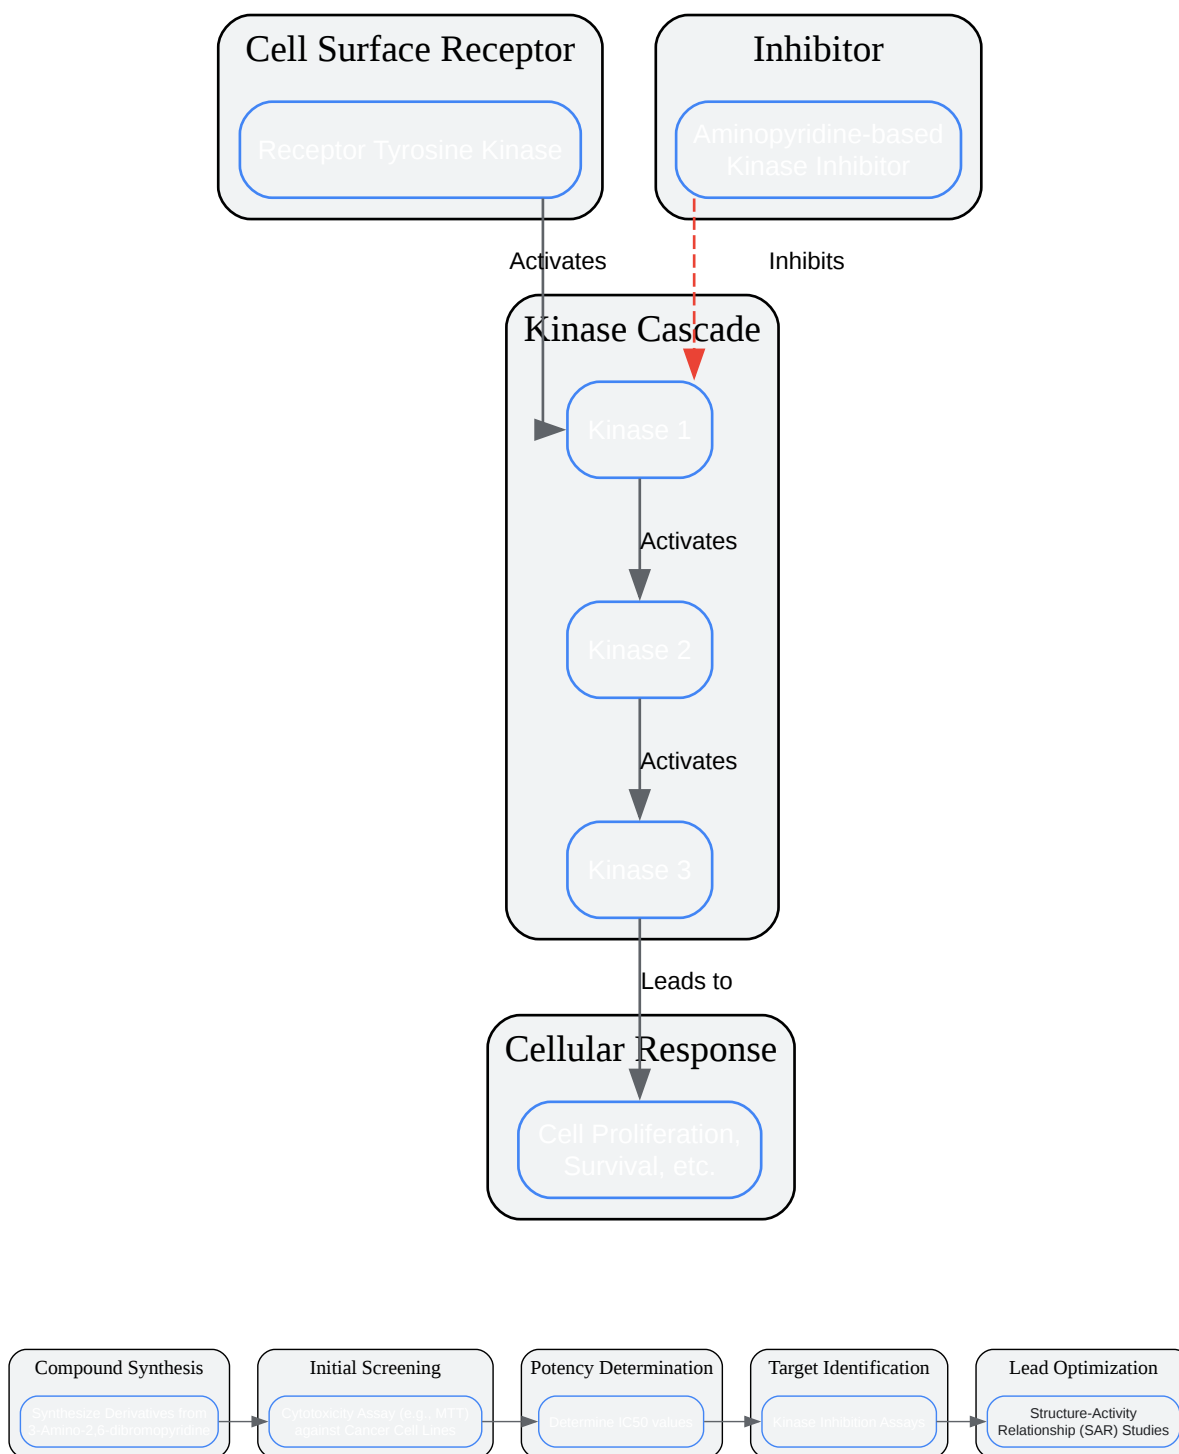 Cell Surface Receptor
Receptor Tyrosine Kinase
Inhibitor
Aminopyridine-based
Kinase Inhibitor
Activates
Inhibits
Kinase Cascade
Kinase 1
Activates
Kinase 2
Activates
Kinase 3
Leads to
Cellular Response
Cell Proliferation,
Survival, etc.
Compound Synthesis
Synthesize Derivatives from
3-Amino-2,6-dibromopyridine
Initial Screening
Cytotoxicity Assay (e.g., MTT)
against Cancer Cell Lines
Potency Determination
Determine IC50 values
Target Identification
Kinase Inhibition Assays
Lead Optimization
Structure-Activity
Relationship (SAR) Studies